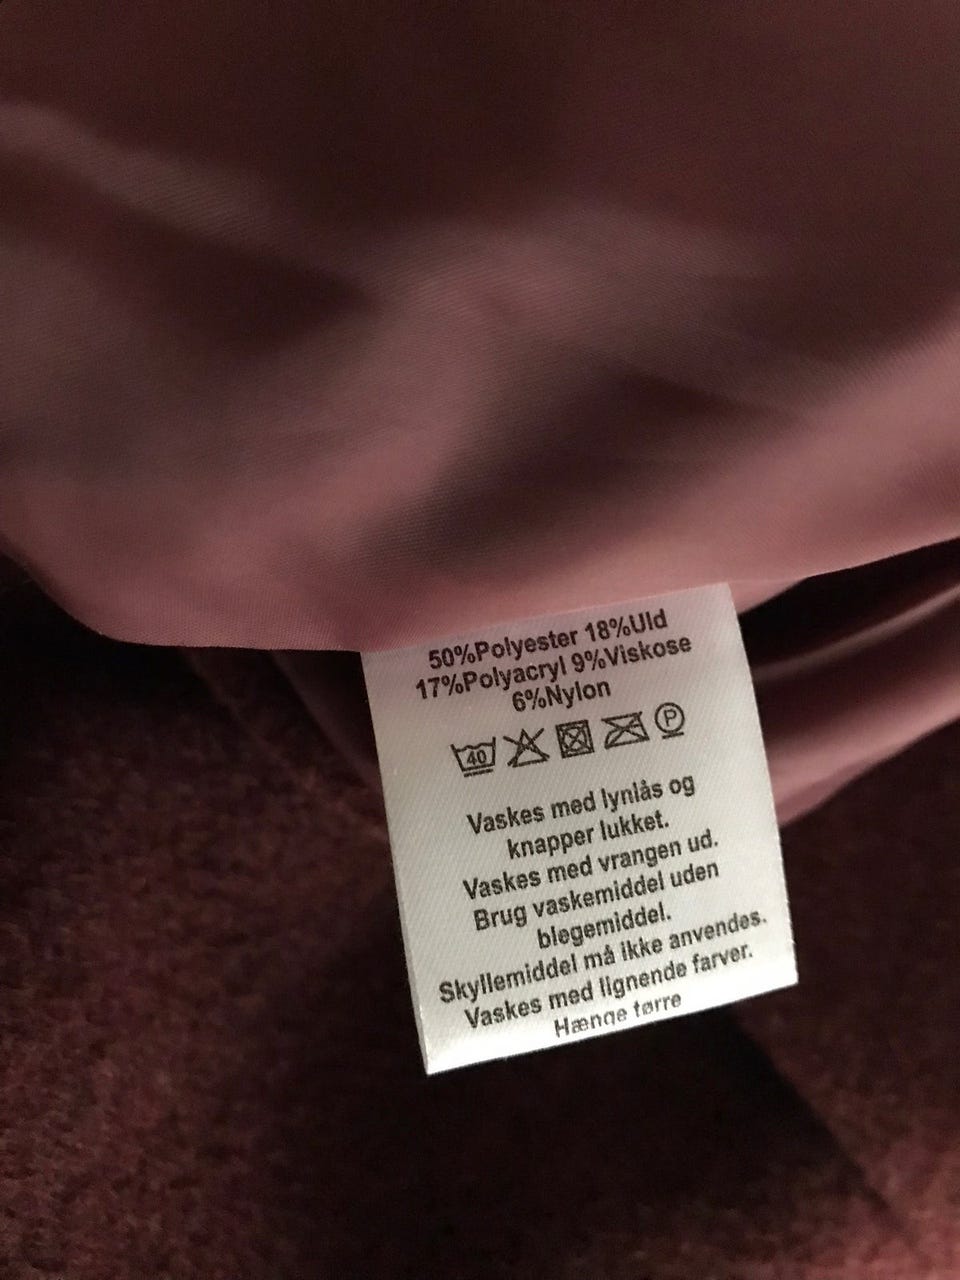 50%Polyester 18%Uld
17%Polyacryl 9%Viskose
6%Nylon
40 P
Vaskes med lynlås og
knapper lukket.
Vaskes med vrangen ud.
Brug vaskemiddel uden
blegemiddel.
Skyllemiddel må ikke anvendes.
Vaskes med lignende farver.
Hænge tørre